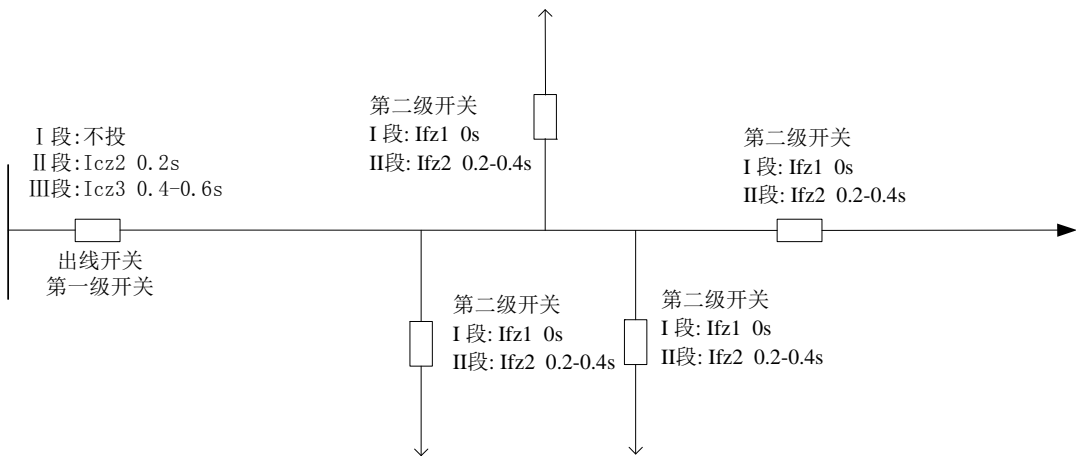 第二级开关
I 段: Ifz1 0s
II段: Ifz2 0.2-0.4s
Ⅰ段:不投
Ⅱ段:Icz2 0.2s
Ⅲ段:Icz3 0.4-0.6s
第二级开关
I 段: Ifz1 0s
II段: Ifz2 0.2-0.4s
出线开关
第一级开关
第二级开关
I 段: Ifz1 0s
II段: Ifz2 0.2-0.4s
第二级开关
I 段: Ifz1 0s
II段: Ifz2 0.2-0.4s